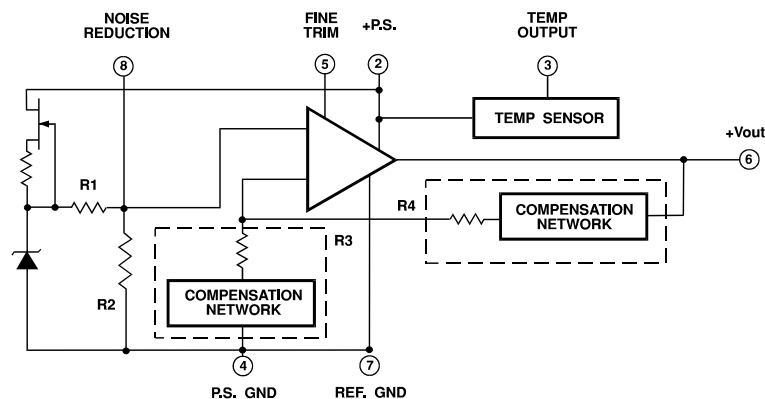 NOISE
REDUCTION
FINE
TRIM
+P.S.
TEMP
OUTPUT
8
5
2
3
TEMP SENSOR
+Vout
6
R1
R4
COMPENSATION
NETWORK
R3
R2
COMPENSATION
NETWORK
4
7
P.S. GND
REF. GND